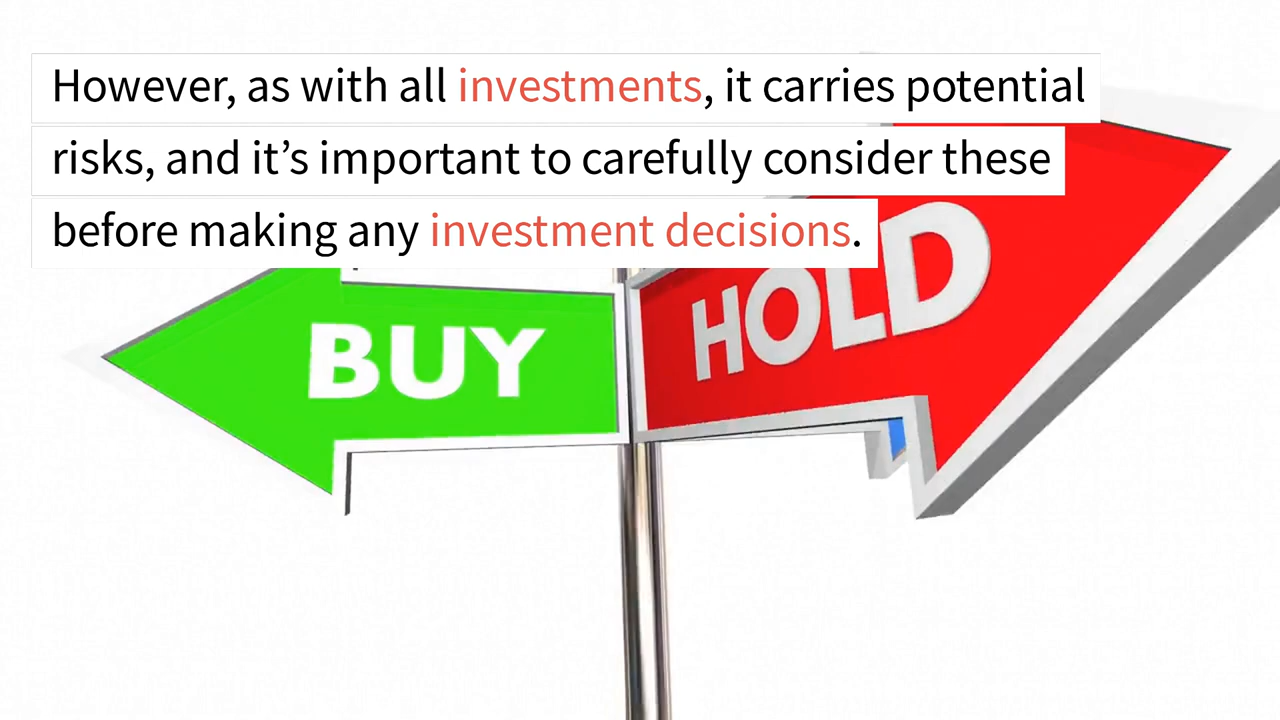 However, as with all investments, it carries potential
risks, and it’s important to carefully consider these
before making any investment decisions.
BUY
HOLD